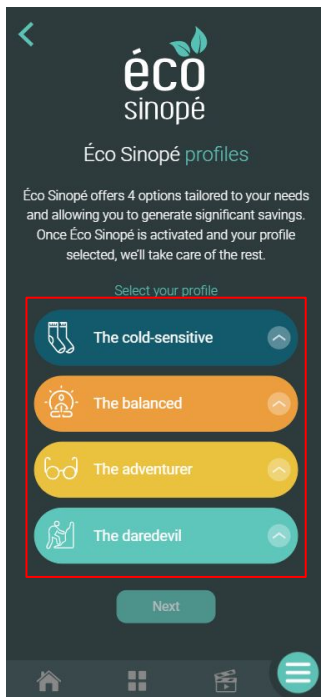 éco
sinopé
Éco Sinopé profiles
Éco Sinopé offers 4 options tailored to your needs
and allowing you to generate significant savings.
Once Éco Sinopé is activated and your profile
selected, we'll take care of the rest.
Select your profile
The cold-sensitive
The balanced
The adventurer
The daredevil
Next